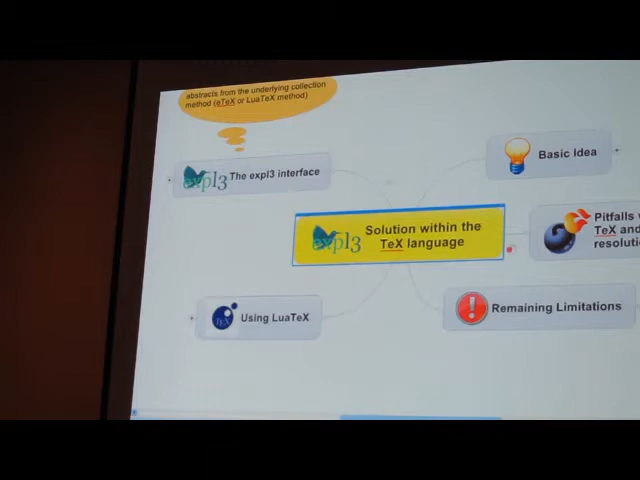 abstracts from the underlying collection
method (eTeX or LuaTeX method)
expl3 The expl3 interface
Basic Idea
expl3
Solution within the
TeX language
Pitfalls
TeX and
TeX Using LuaTeX
Remaining Limitations